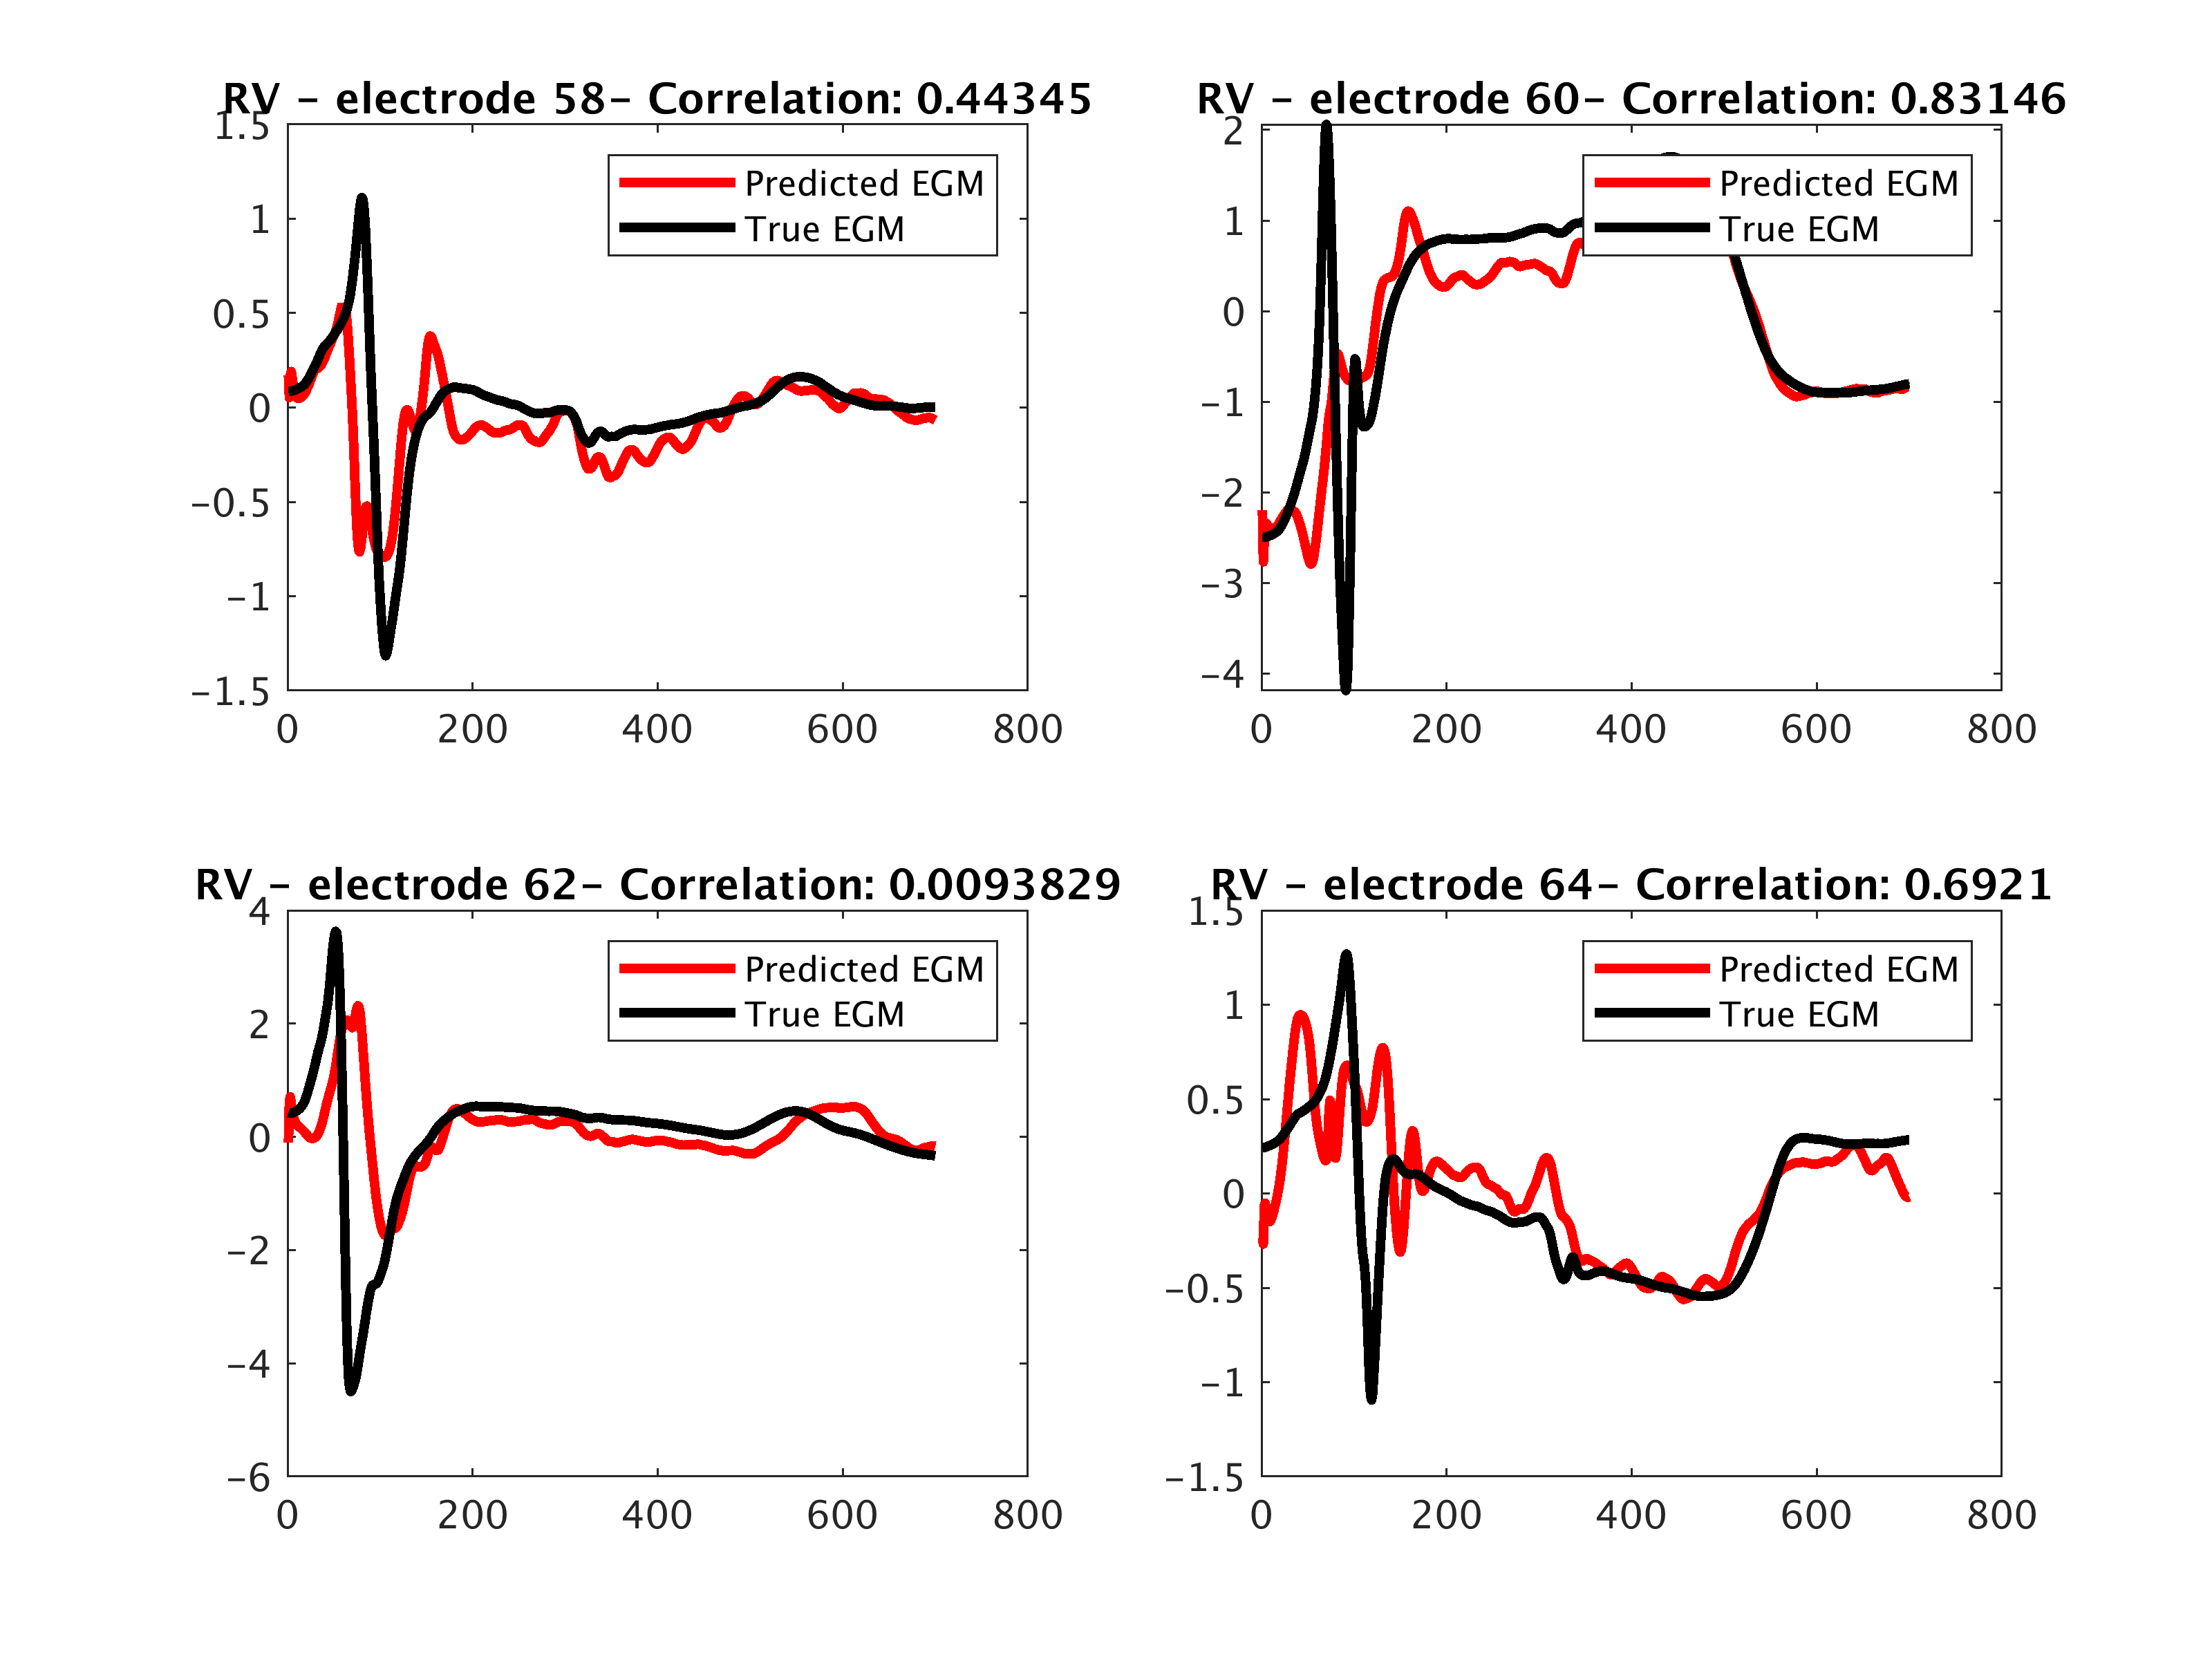 RV - electrode 58- Correlation: 0.44345
1.5
1
0.5
0
-0.5
-1
-1.5
0 200 400 600 800
Predicted EGM
True EGM
RV - electrode 60- Correlation: 0.83146
2
1
0
-1
-2
-3
-4
0 200 400 600 800
Predicted EGM
True EGM
RV - electrode 62- Correlation: 0.0093829
4
2
0
-2
-4
-6
0 200 400 600 800
Predicted EGM
True EGM
RV - electrode 64- Correlation: 0.6921
1.5
1
0.5
0
-0.5
-1
-1.5
0 200 400 600 800
Predicted EGM
True EGM